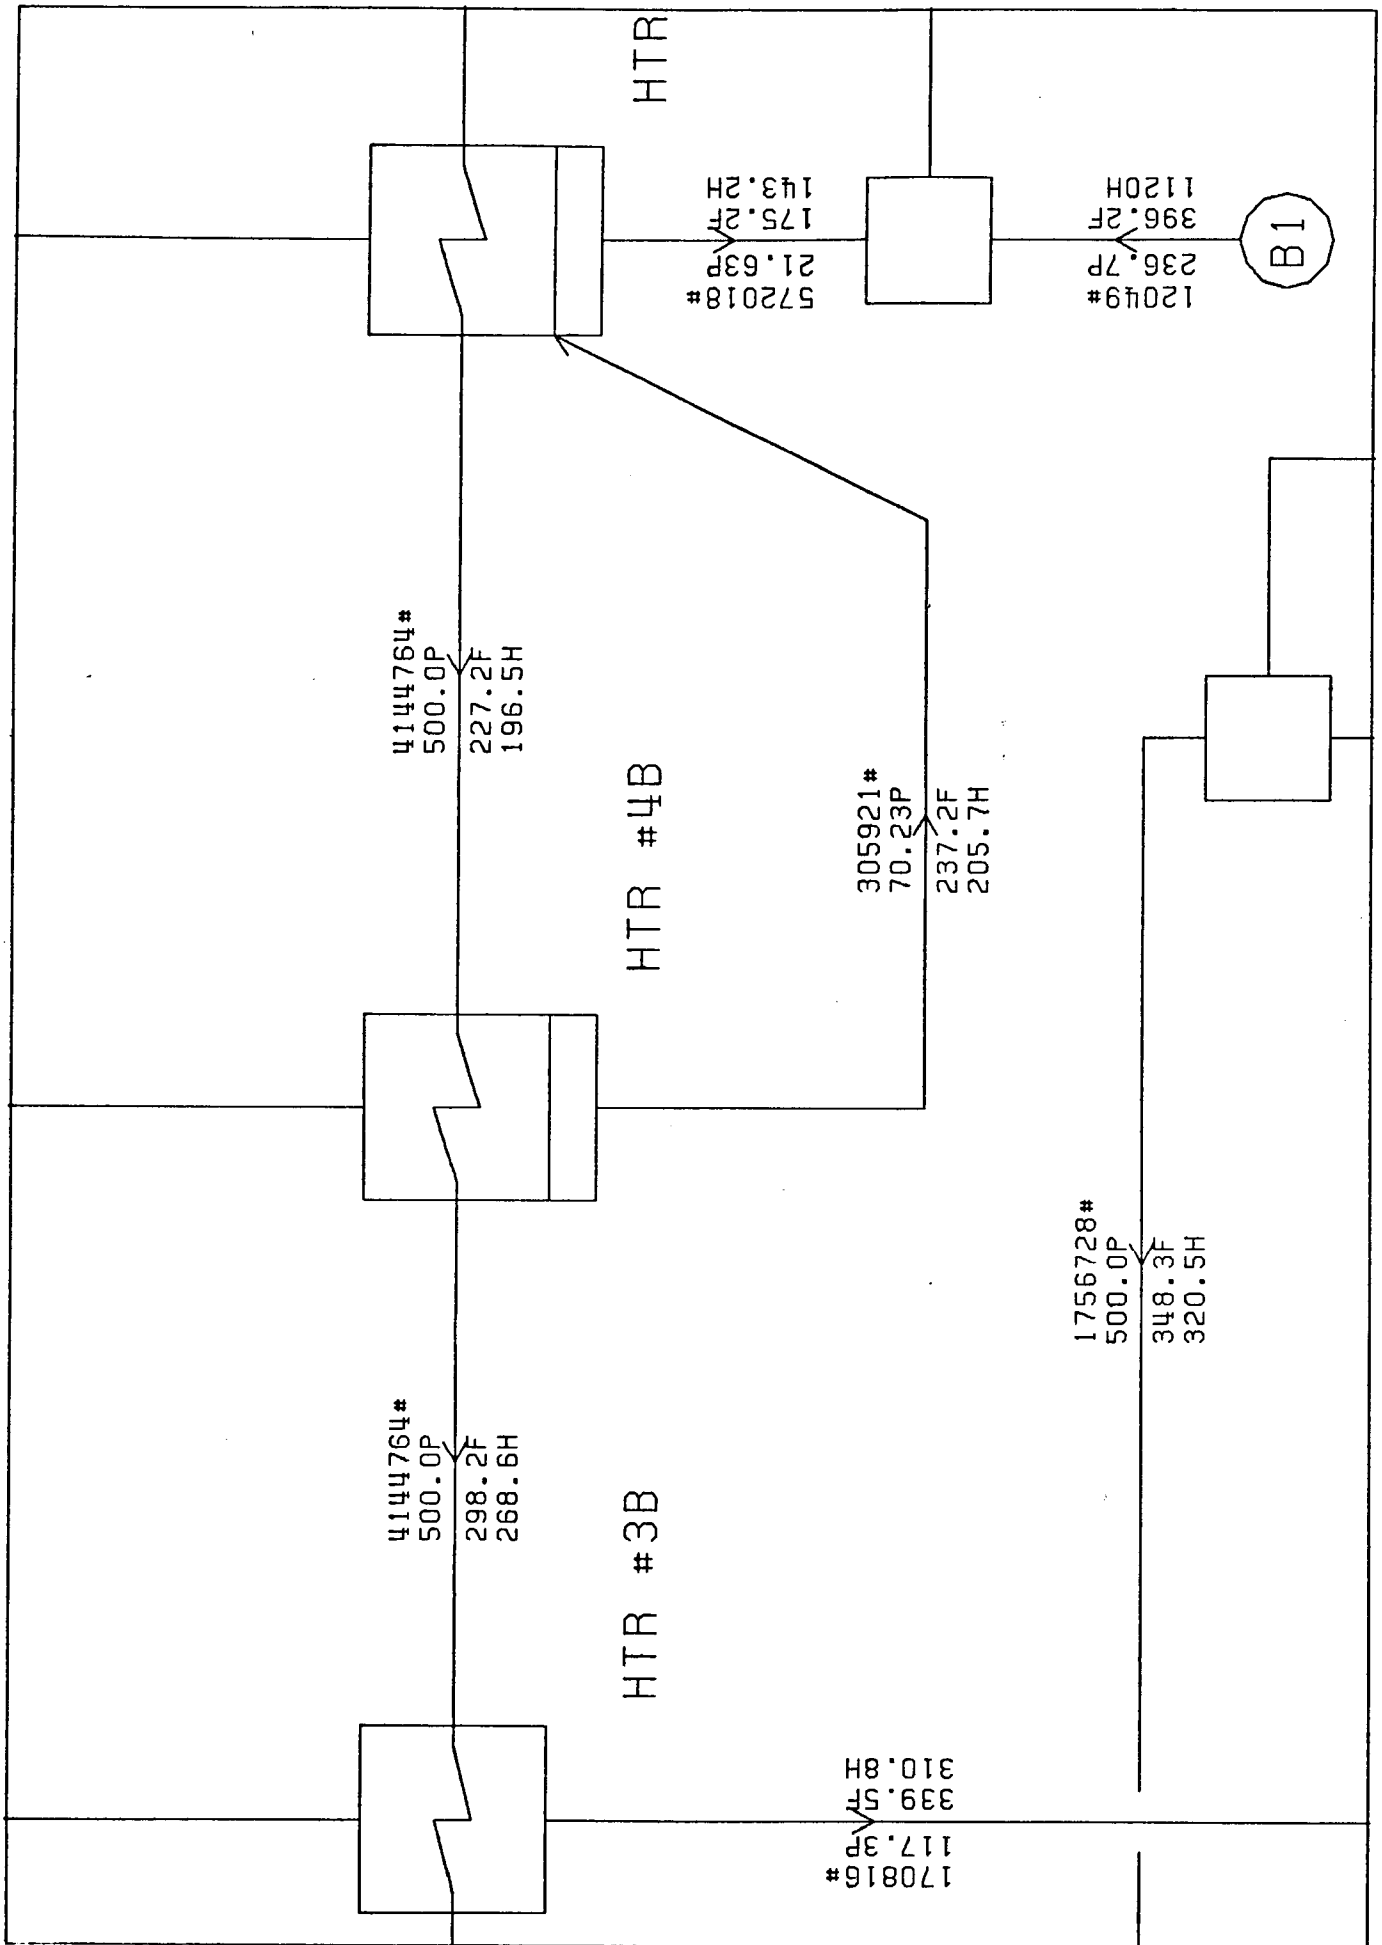 HTR
572018#
21.63P
175.2F
143.2H
12049#
236.7P
396.2F
1120H
B1
4144764#
500.0P
227.2F
196.5H
HTR #4B
305921#
70.23P
237.2F
205.7H
4144764#
500.0P
298.2F
268.6H
HTR #3B
1756728#
500.0P
348.3F
320.5H
170816#
117.3P
339.5F
310.8H